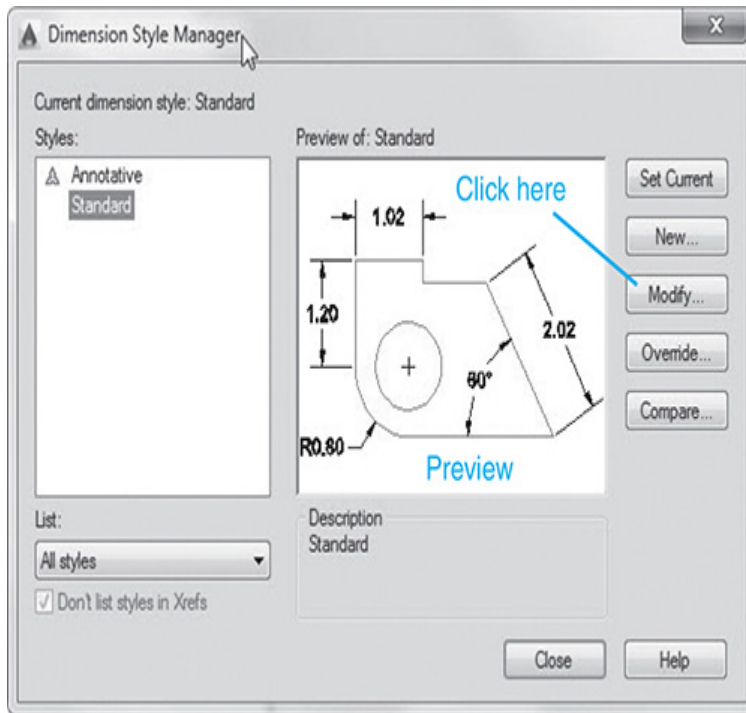 Dimension Style Manager
Current dimension style: Standard
Styles:
Annotative
Standard
List:
All styles
Don't list styles in Xrefs
Preview of: Standard
Click here
1.02
1.20
2.02
60°
R0.80
Preview
Description
Standard
Set Current
New...
Modify...
Override...
Compare...
Close
Help